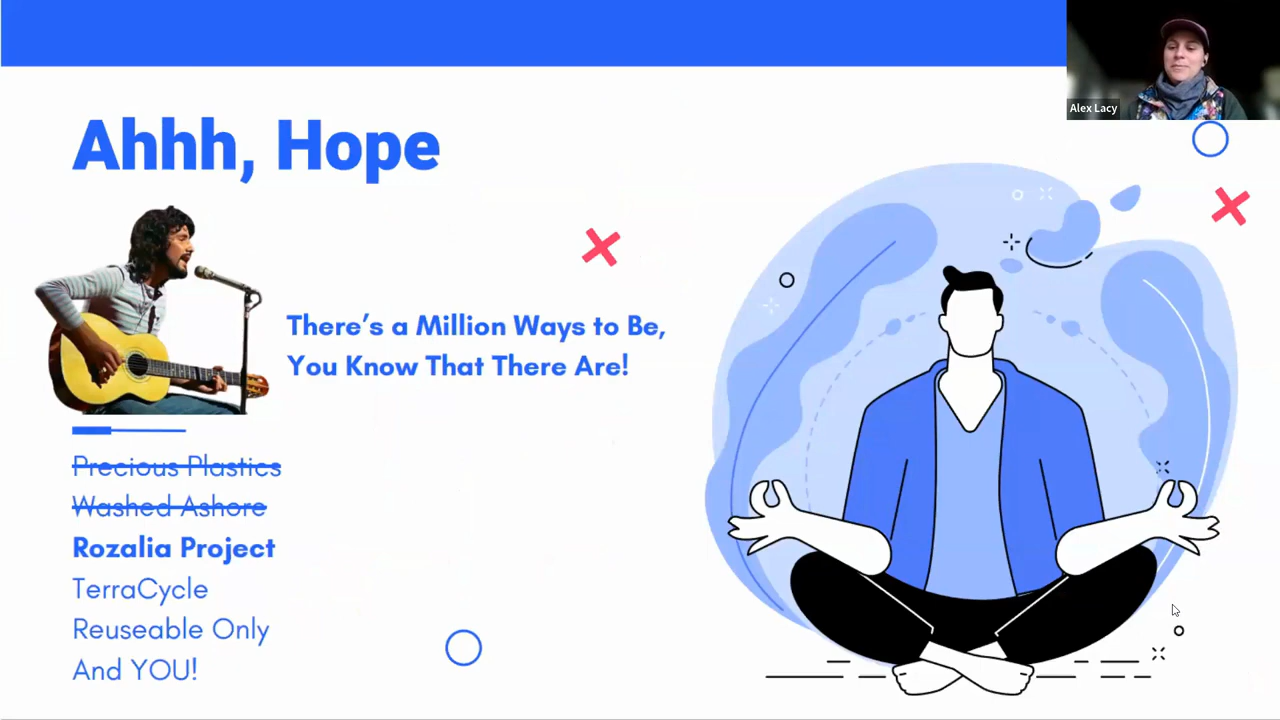 Alex Lacy
Ahhh, Hope
There's a Million Ways to Be,
You Know That There Are!
Precious Plastics
Washed Ashore
Rozalia Project
TerraCycle
Reuseable Only
And YOU!